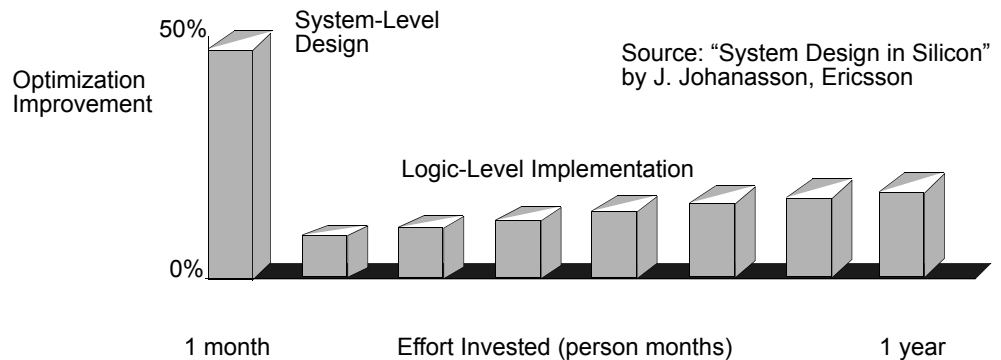 50%
System-Level
Design
Optimization
Improvement
Source: “System Design in Silicon”
by J. Johanasson, Ericsson
Logic-Level Implementation
0%
1 month
Effort Invested (person months)
1 year